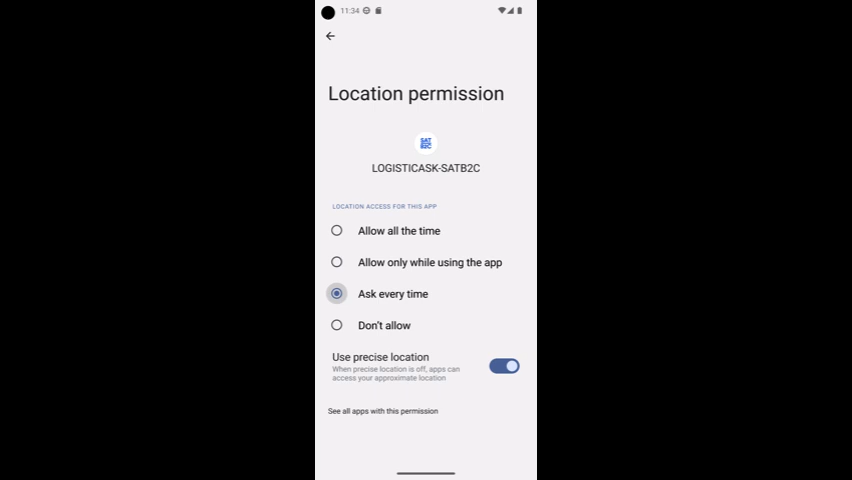 11:34
Location permission
SAT
B2C
LOGISTICASK-SATB2C
LOCATION ACCESS FOR THIS APP
Allow all the time
Allow only while using the app
Ask every time
Don't allow
Use precise location
When precise location is off, apps can
access your approximate location
See all apps with this permission